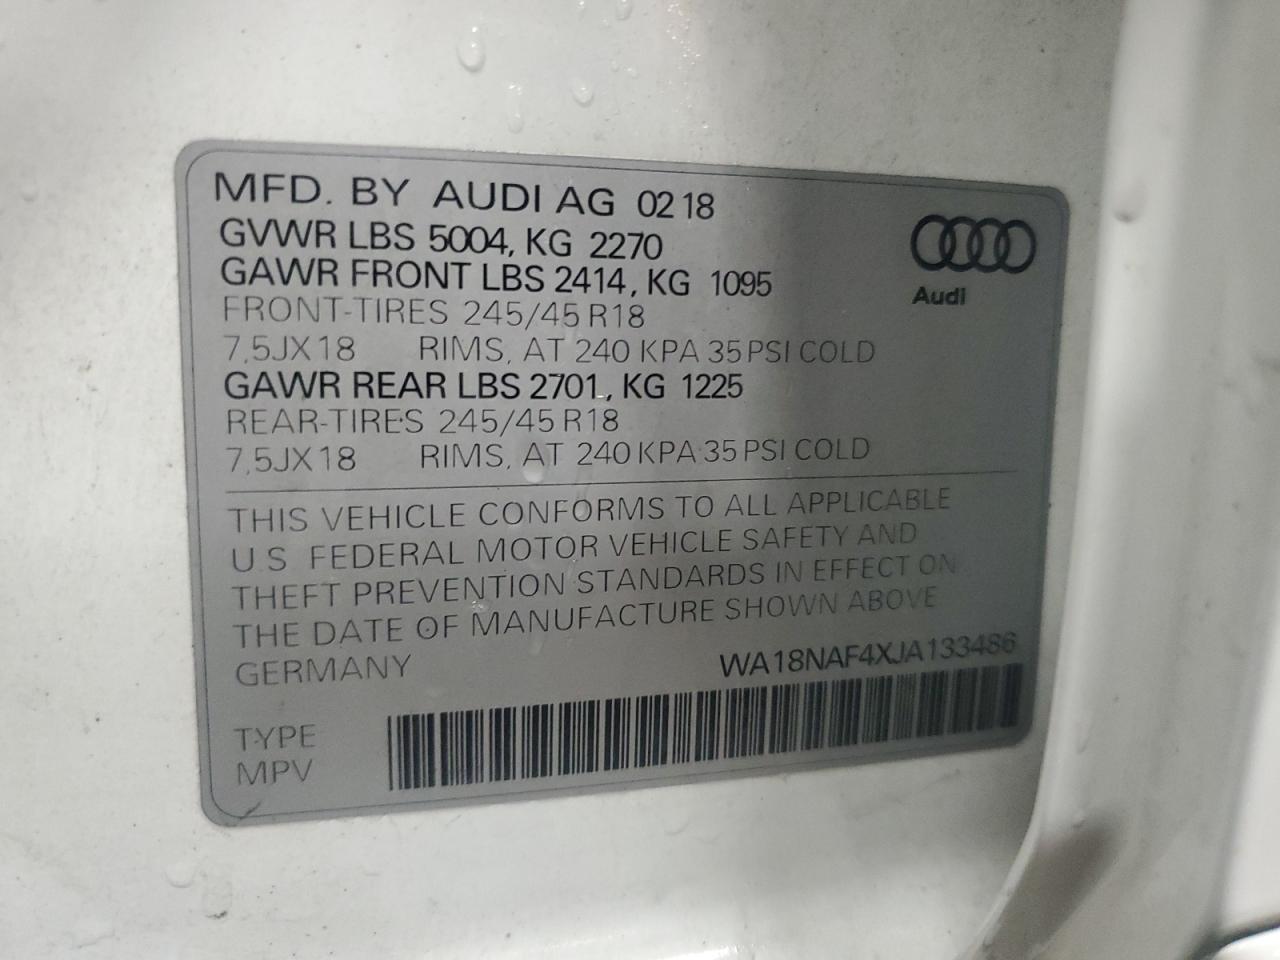 MFD. BY AUDI AG 02 18
GVWR LBS 5004, KG 2270
GAWR FRONT LBS 2414, KG 1095
FRONT-TIRES 245/45 R18
7,5JX18 RIMS, AT 240 KPA 35 PSI COLD
GAWR REAR LBS 2701, KG 1225
REAR-TIRES 245/45 R18
7,5JX18 RIMS, AT 240 KPA 35 PSI COLD
Audi
THIS VEHICLE CONFORMS TO ALL APPLICABLE
U.S FEDERAL MOTOR VEHICLE SAFETY AND
THEFT PREVENTION STANDARDS IN EFFECT ON
THE DATE OF MANUFACTURE SHOWN ABOVE
GERMANY WA18NAF4XJA133486
TYPE
MPV